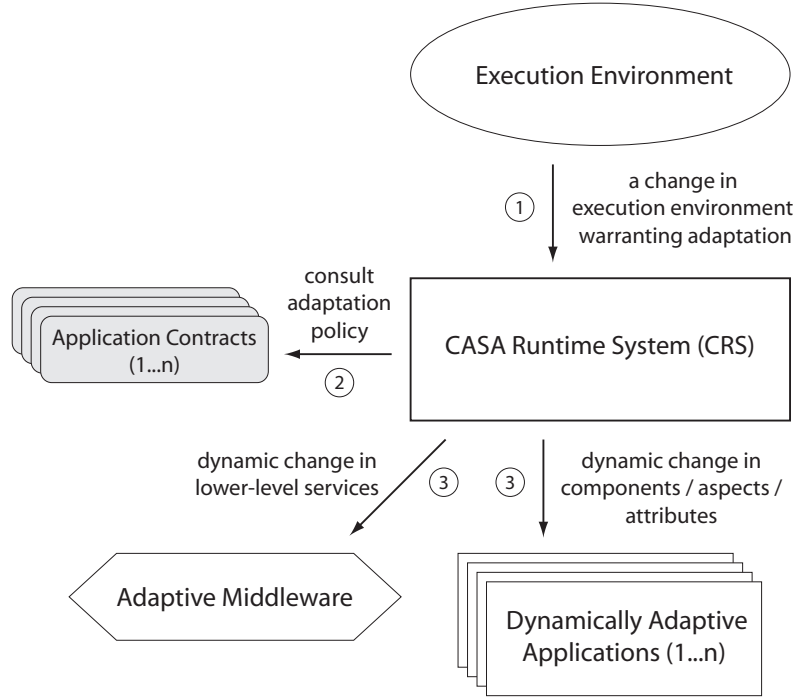 Execution Environment
1
a change in
execution environment
warranting adaptation
consult
adaptation
policy
Application Contracts
(1...n)
2
CASA Runtime System (CRS)
dynamic change in
lower-level services
3
3
dynamic change in
components / aspects /
attributes
Adaptive Middleware
Dynamically Adaptive
Applications (1...n)